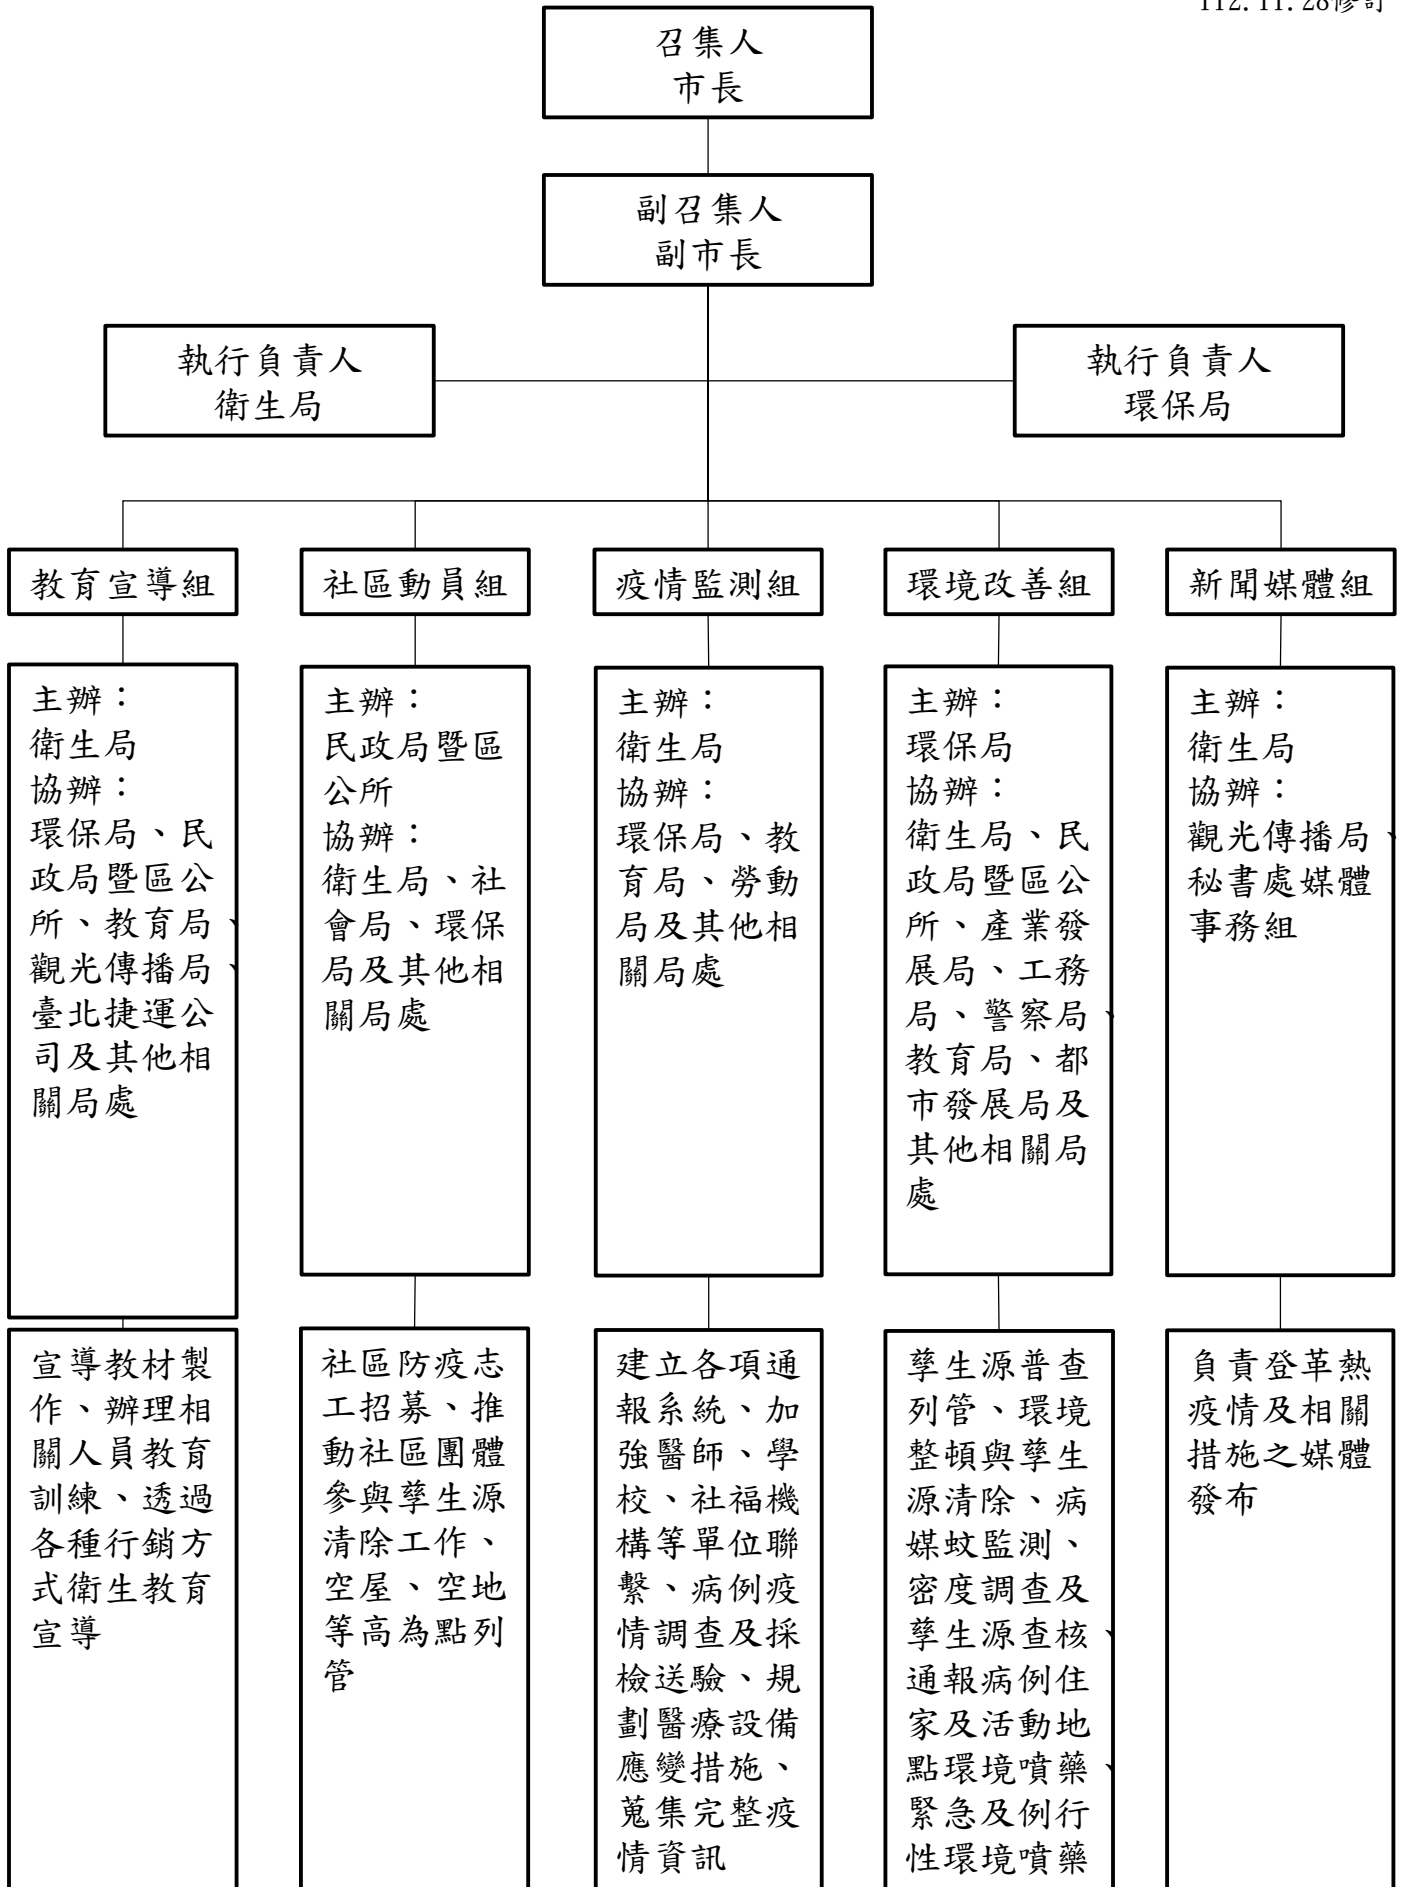 112.11.28修訂
召集人
市長
副召集人
副市長
執行負責人
衛生局
執行負責人
環保局
教育宣導組
社區動員組
疫情監測組
環境改善組
新聞媒體組
主辦：
衛生局
協辦：
環保局、民
政局暨區公
所、教育局、
觀光傳播局、
臺北捷運公
司及其他相
關局處
主辦：
民政局暨區
公所
協辦：
衛生局、社
會局、環保
局及其他相
關局處
主辦：
衛生局
協辦：
環保局、教
育局、勞動
局及其他相
關局處
主辦：
環保局
協辦：
衛生局、民
政局暨區公
所、產業發
展局、工務
局、警察局、
教育局、都
市發展局及
其他相關局
處
主辦：
衛生局
協辦：
觀光傳播局、
秘書處媒體
事務組
宣導教材製
作、辦理相
關人員教育
訓練、透過
各種行銷方
式衛生教育
宣導
社區防疫志
工招募、推
動社區團體
參與孳生源
清除工作、
空屋、空地
等高為點列
管
建立各項通
報系統、加
強醫師、學
校、社福機
構等單位聯
繫、病例疫
情調查及採
檢送驗、規
劃醫療設備
應變措施、
蒐集完整疫
情資訊
孳生源普查
列管、環境
整頓與孳生
源清除、病
媒蚊監測、
密度調查及
孳生源查核、
通報病例住
家及活動地
點環境噴藥、
緊急及例行
性環境噴藥
負責登革熱
疫情及相關
措施之媒體
發布